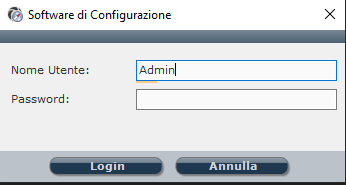 Software di Configurazione
Nome Utente: Admin
Password:
Login Annulla